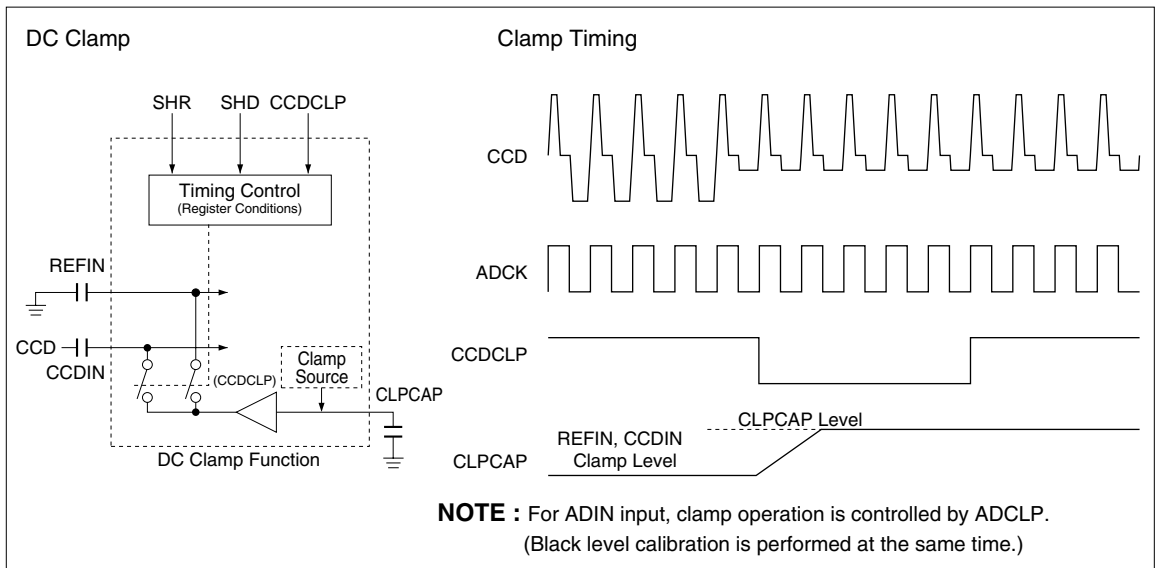 DC Clamp
SHR SHD CCDCLP
Timing Control
(Register Conditions)
REFIN
CCD
CCDIN
(CCDCLP)
Clamp
Source
CLPCAP
DC Clamp Function
Clamp Timing
CCD
ADCK
CCDCLP
CLPCAP Level
REFIN, CCDIN
Clamp Level
CLPCAP
NOTE : For ADIN input, clamp operation is controlled by ADCLP.
(Black level calibration is performed at the same time.)